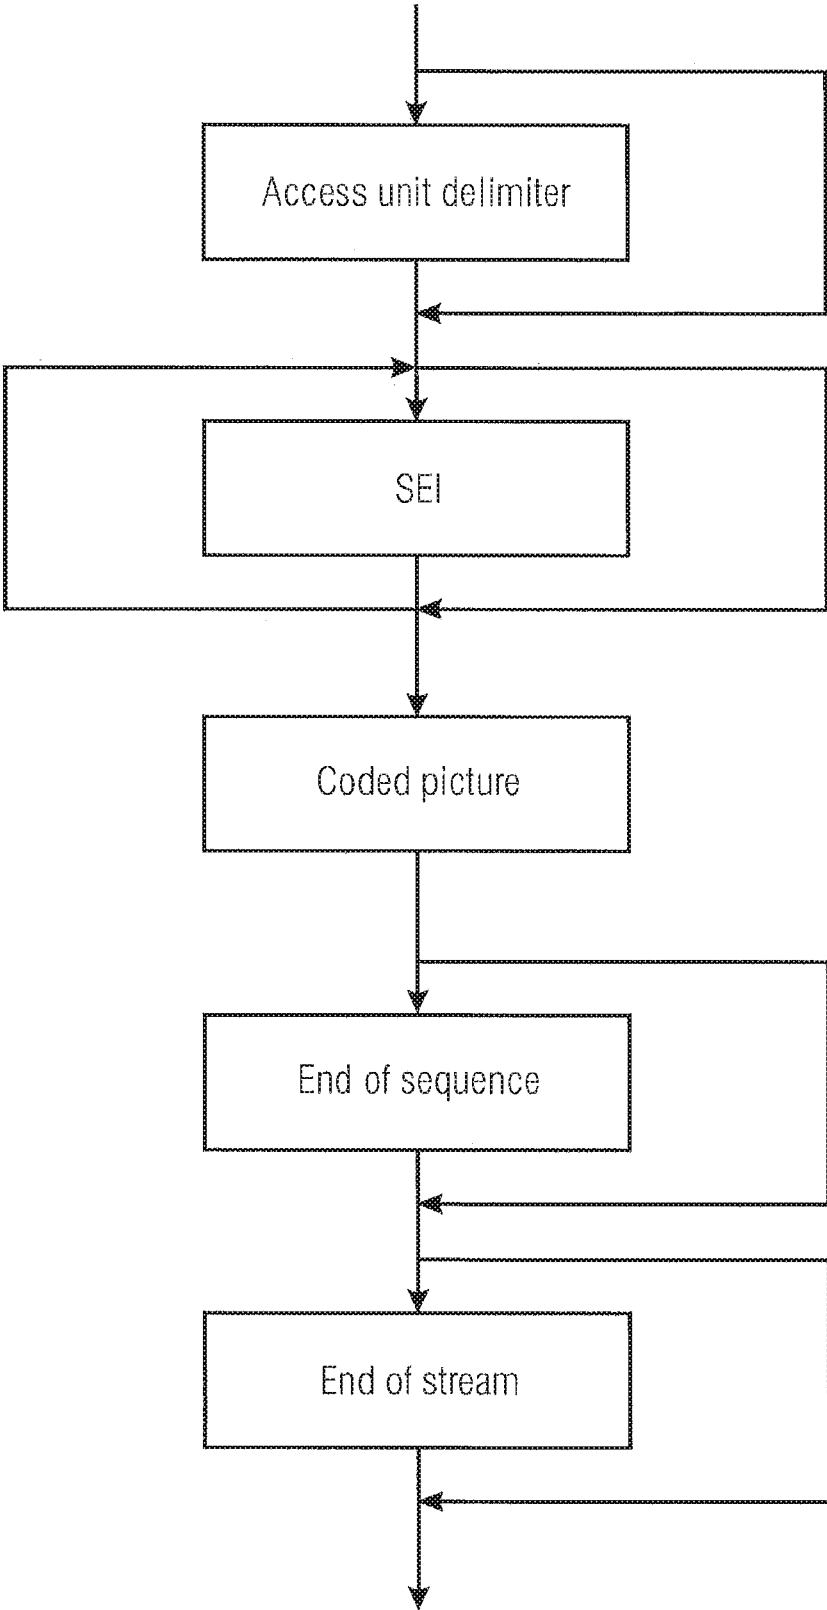 Access unit delimiter
SEI
Coded picture
End of sequence
End of stream